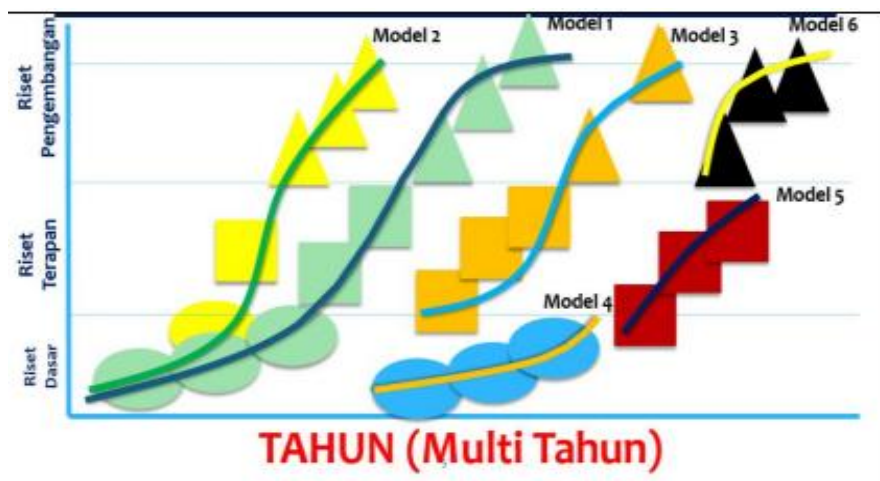 Model 2
Model 1
Model 3
Model 6
Riset
Pengembangan
Model 5
Riset
Terapan
Model 4
Riset
Dasar
TAHUN (Multi Tahun)